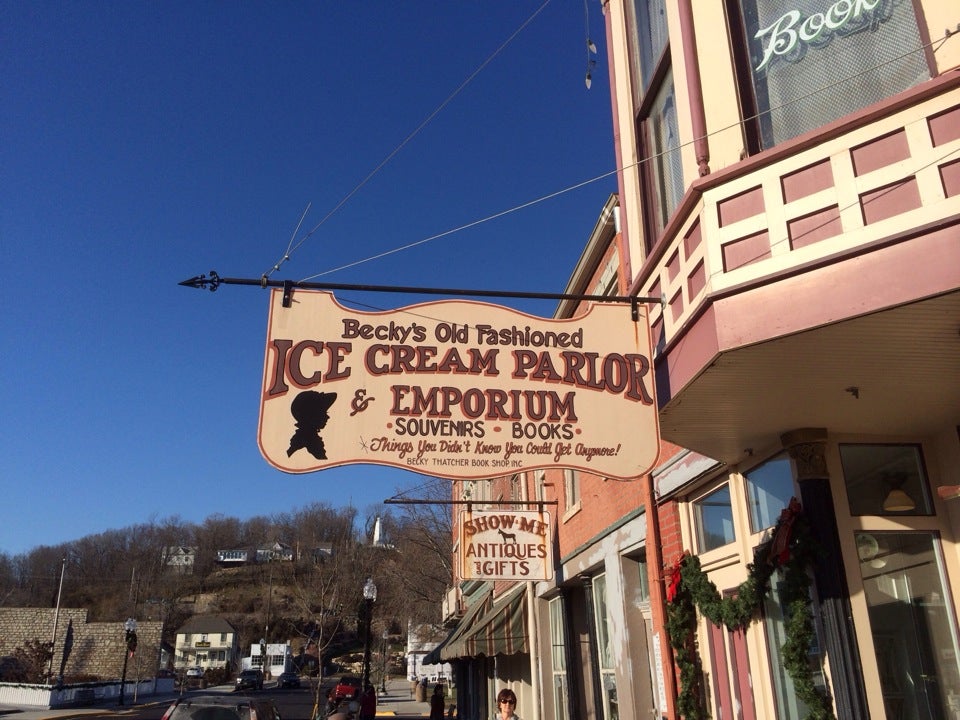 Book
Becky's Old Fashioned
ICE CREAM PARLOR
& EMPORIUM
·SOUVENIRS · BOOKS·
Things You Didn't Know You Could Get Anymore!
BECKY THATCHER BOOK SHOP, INC
SHOW-ME
ANTIQUES
AND GIFTS